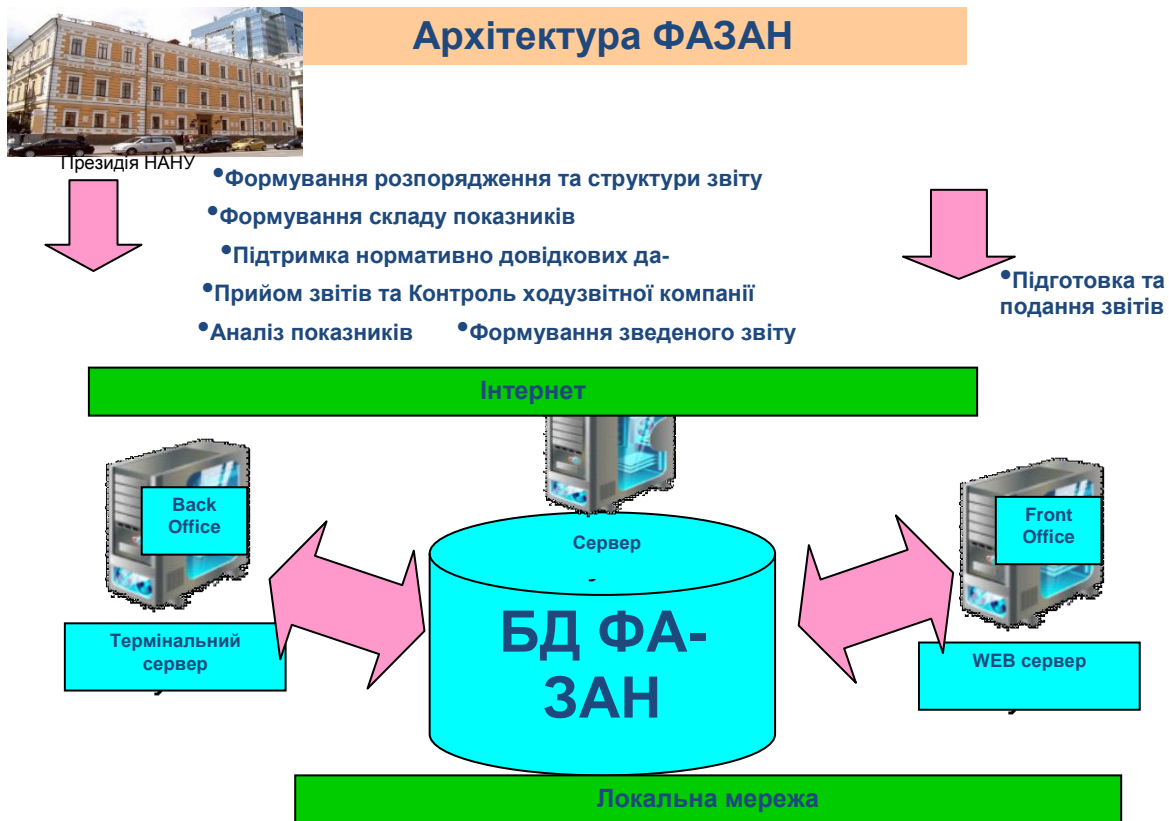 Архітектура ФАЗАН
Президія НАНУ
•Формування розпорядження та структури звіту
•Формування складу показників
•Підтримка нормативно довідкових да-
•Прийом звітів та Контроль ходузвітної компанії
•Аналіз показників •Формування зведеного звіту
•Підготовка та
подання звітів
Інтернет
Back
Office
Front
Office
Сервер
БД ФА-
ЗАН
Термінальний
сервер
WEB сервер
Локальна мережа